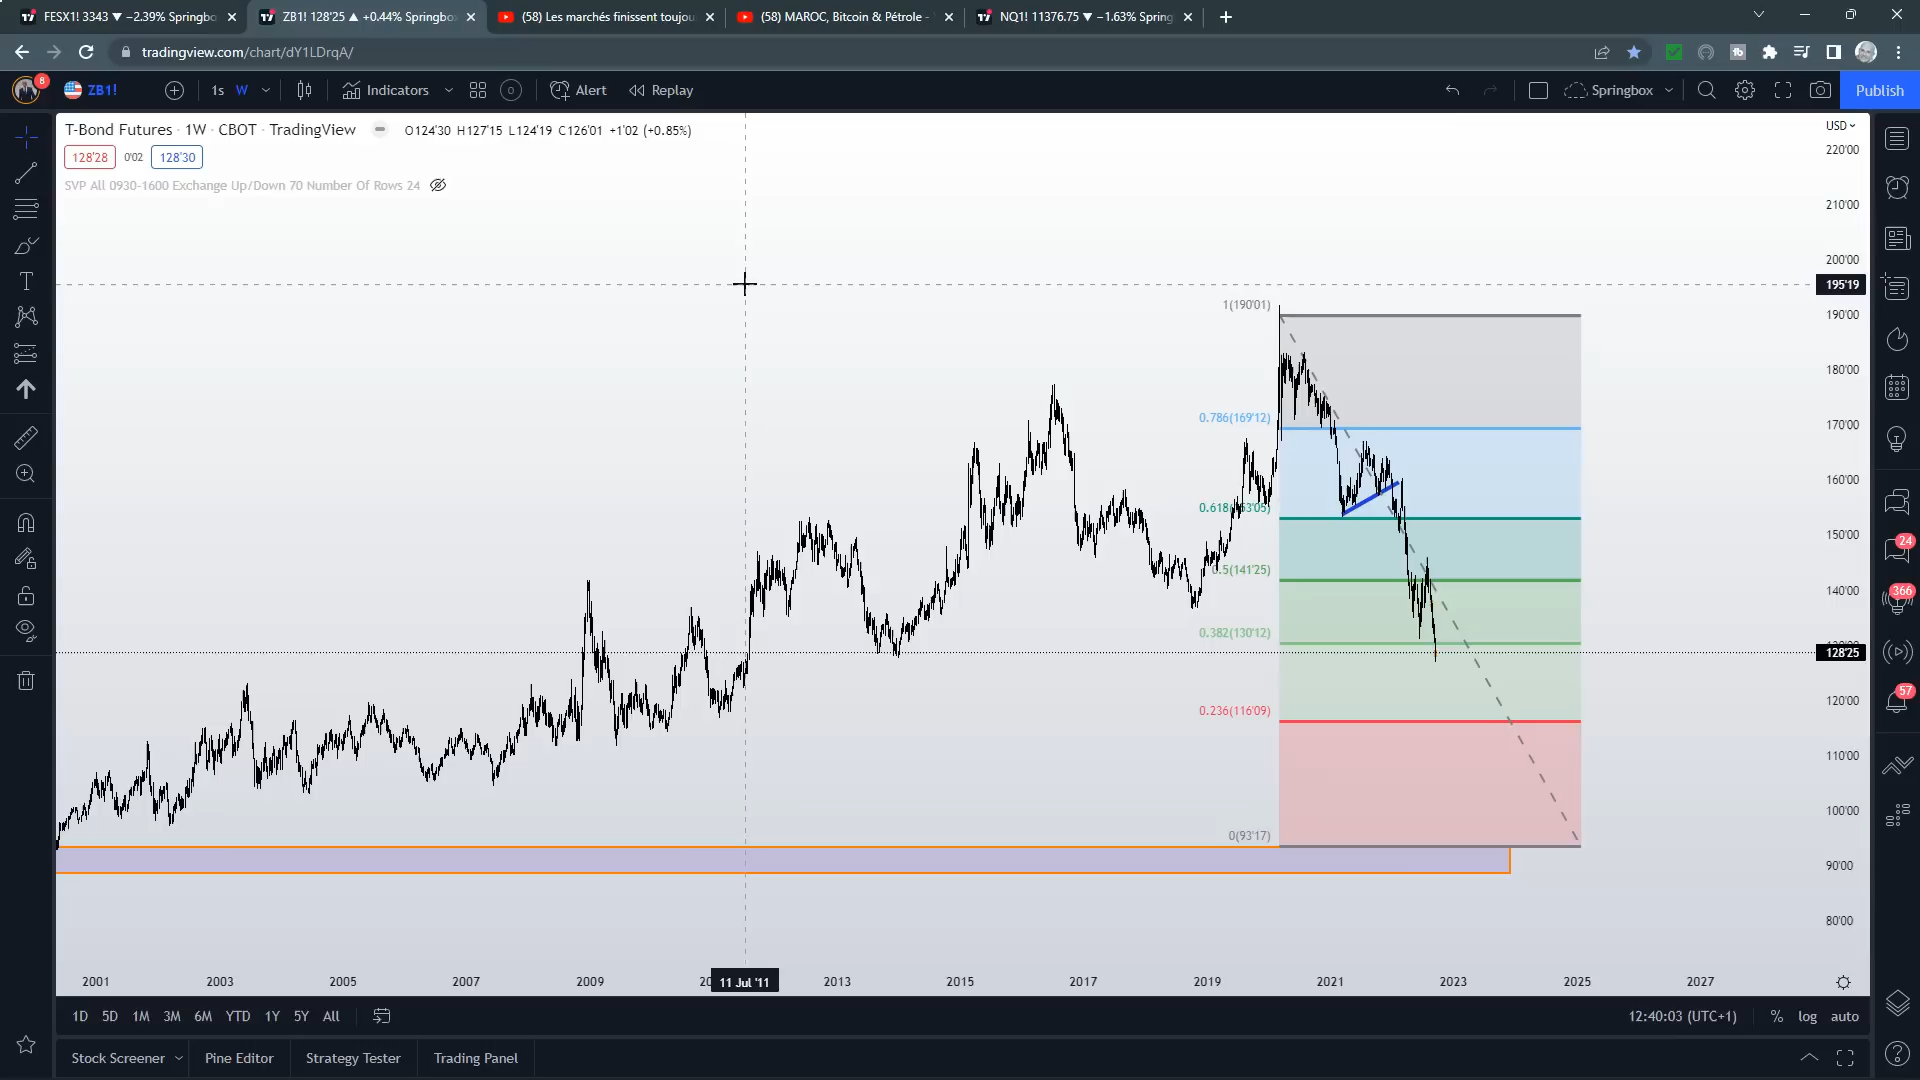 FESX1! 3343 ▼ −2.39% Springbo
ZB1! 128'25 ▲ +0.44% Springbo
(58) Les marchés finissent toujou
(58) MAROC, Bitcoin & Pétrole -
NQ1! 11376.75 ▼ −1.63% Spring
tradingview.com/chart/dY1LDrqA/
8
ZB1!
1s
W
Indicators
Alert
Replay
Springbox
Publish
T-Bond Futures · 1W · CBOT · TradingView
O124'30 H127'15 L124'19 C126'01 +1'02 (+0.85%)
128'28
0'02
128'30
SVP All 0930-1600 Exchange Up/Down 70 Number Of Rows 24
USD
220'00
210'00
200'00
195'19
190'00
180'00
170'00
160'00
150'00
140'00
128'25
120'00
110'00
100'00
90'00
80'00
1(190'01)
0.786(169'12)
0.5(141'25)
0.382(130'12)
0.236(116'09)
0(93'17)
2001
2003
2005
2007
2009
11 Jul '11
2013
2015
2017
2019
2021
2023
2025
2027
24
366
57
1D
5D
1M
3M
6M
YTD
1Y
5Y
All
12:40:03 (UTC+1)
%
log
auto
Stock Screener
Pine Editor
Strategy Tester
Trading Panel